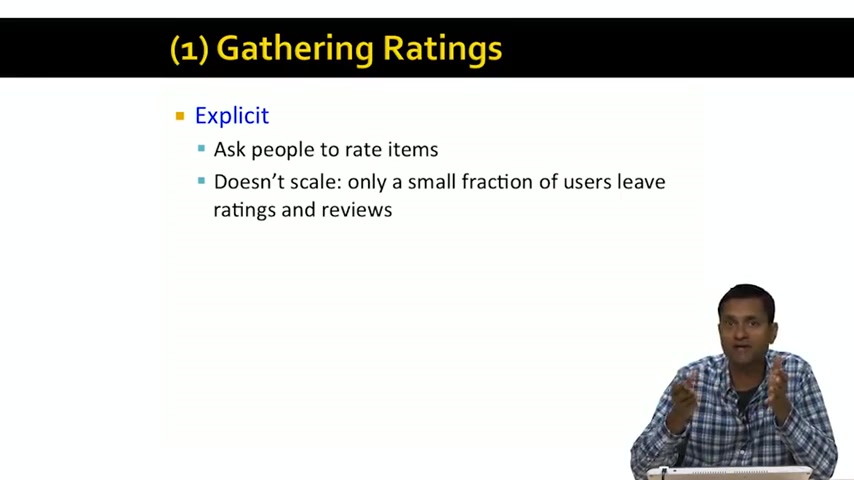 (1) Gathering Ratings
Explicit
Ask people to rate items
Doesn't scale: only a small fraction of users leave
ratings and reviews